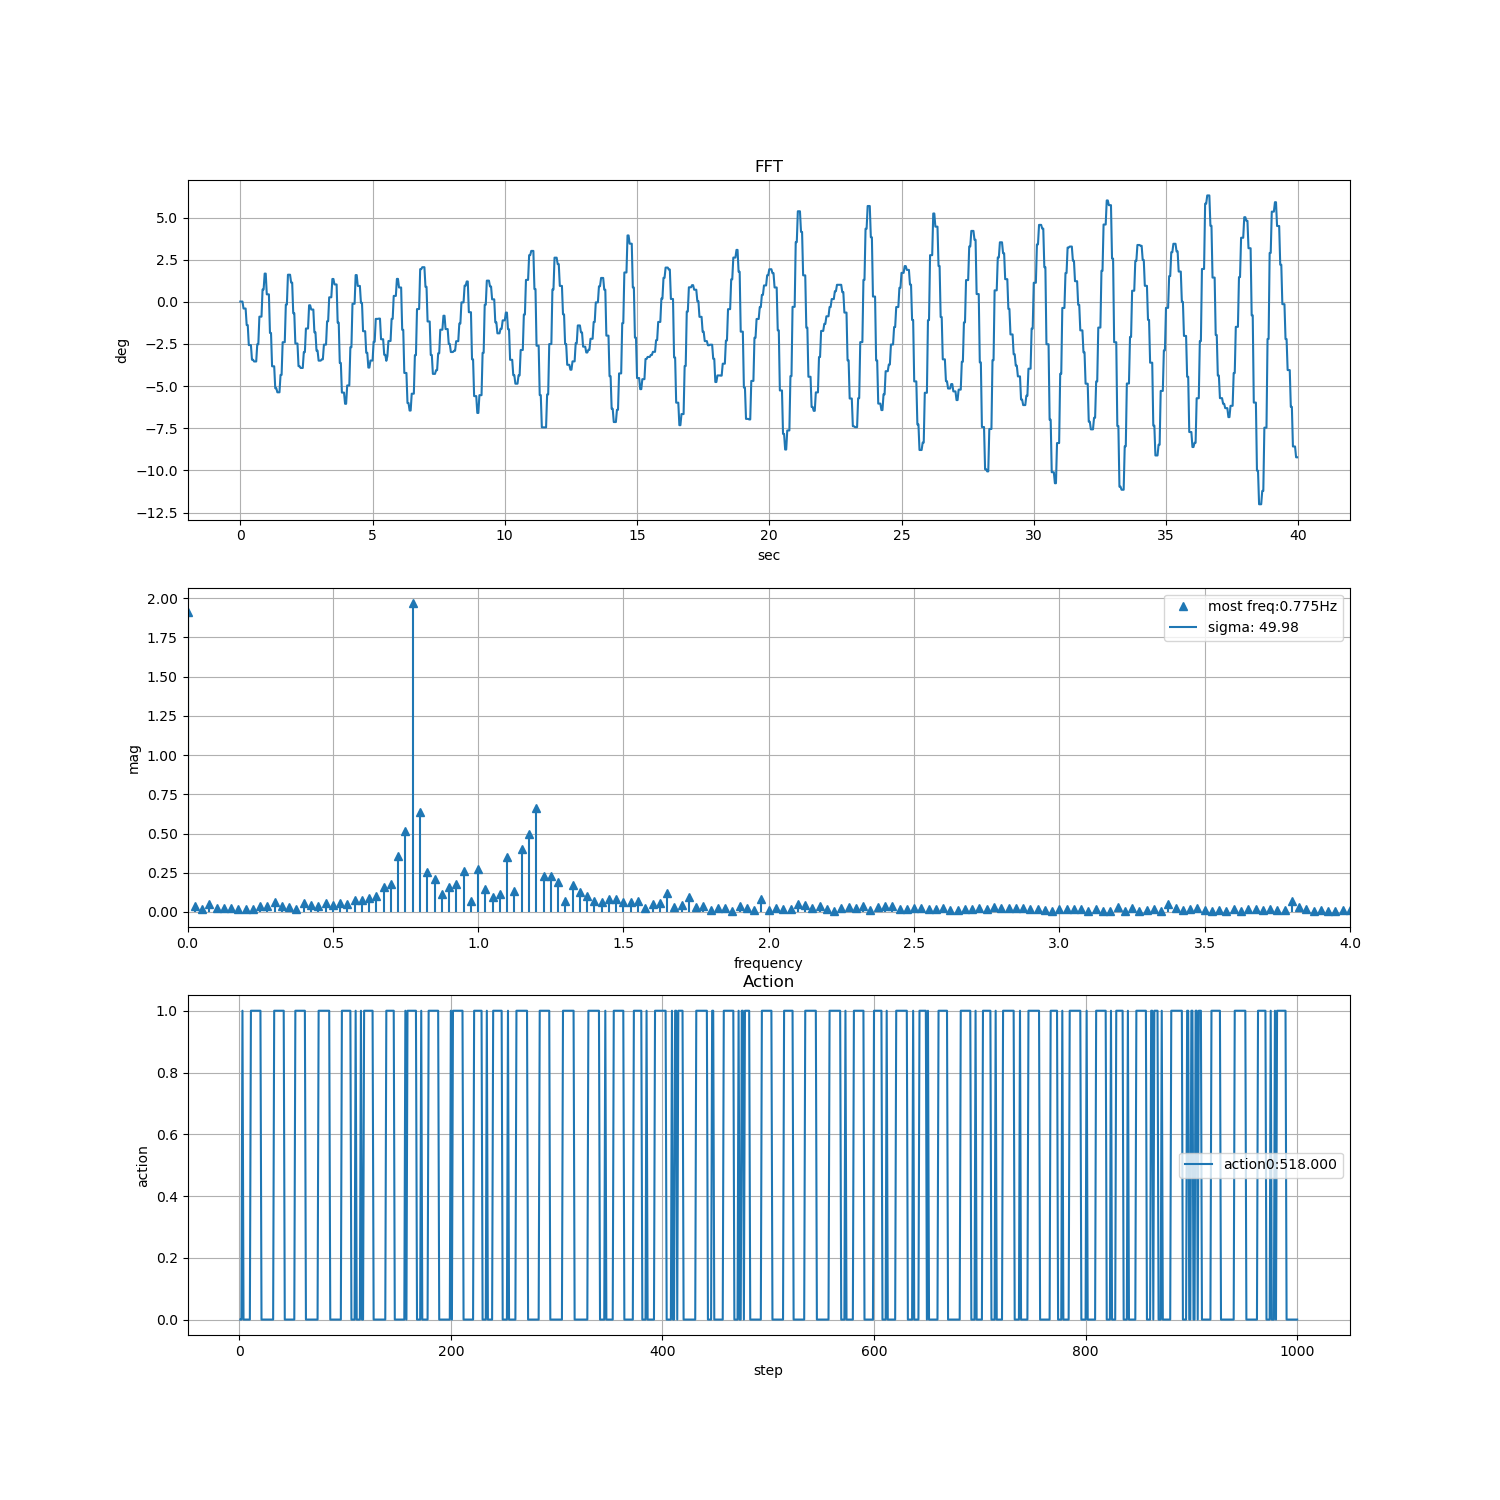 FFT
5.0
2.5
0.0
−2.5
−5.0
−7.5
−10.0
−12.5
deg
0 5 10 15 20 25 30 35 40
sec
2.00
1.75
1.50
1.25
1.00
0.75
0.50
0.25
0.00
mag
most freq:0.775Hz
sigma: 49.98
0.0 0.5 1.0 1.5 2.0 2.5 3.0 3.5 4.0
frequency
Action
1.0
0.8
0.6
0.4
0.2
0.0
action
action0:518.000
0 200 400 600 800 1000
step